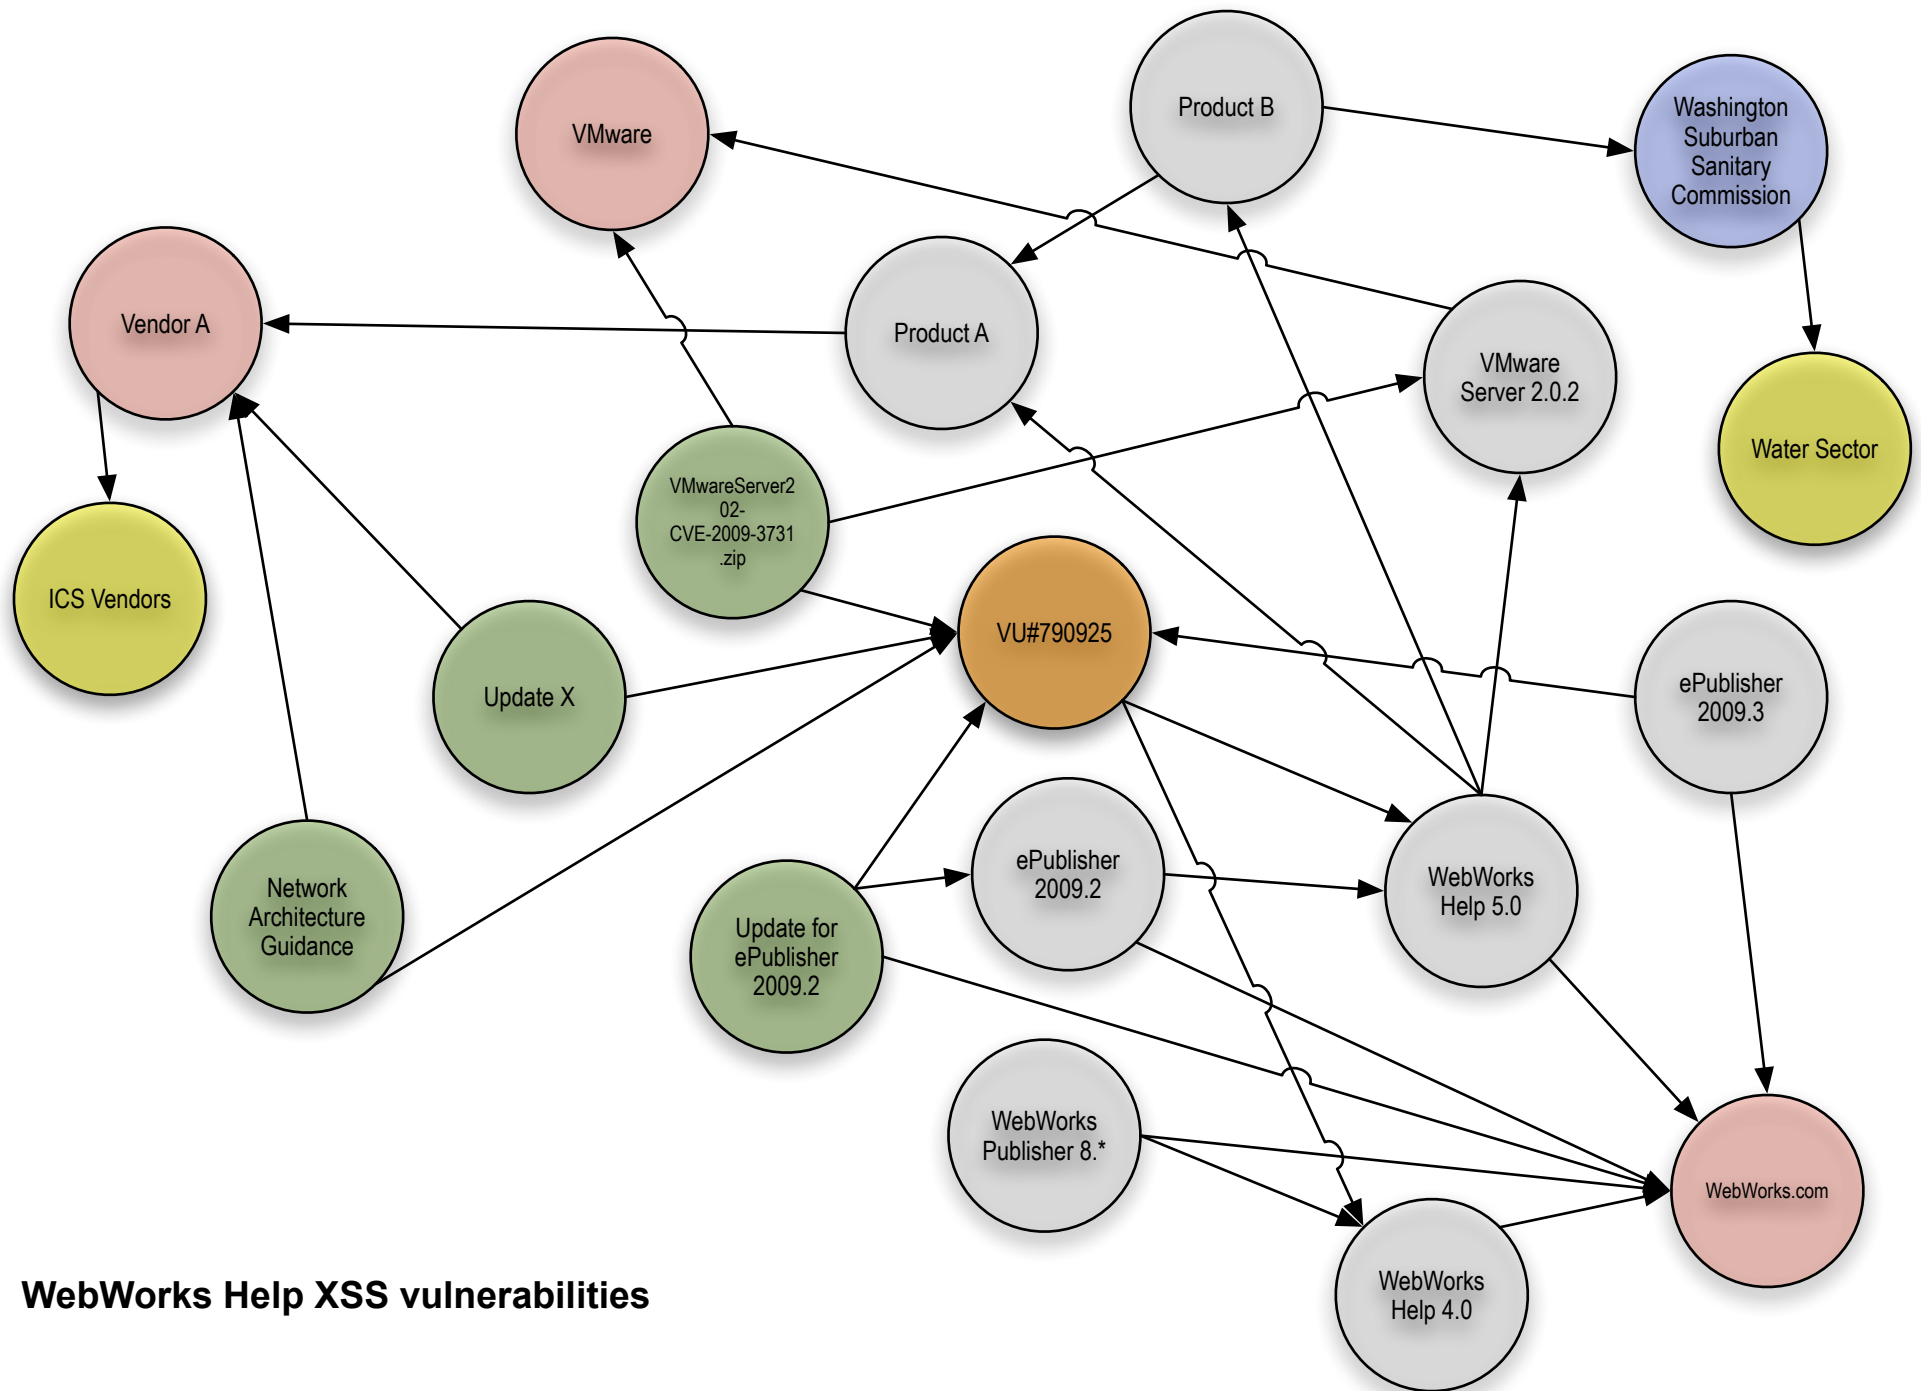 Product B
VMware
Washington
Suburban
Sanitary
Commission
Vendor A
Product A
VMware
Server 2.0.2
Water Sector
VMwareServer2
02-
CVE-2009-3731
.zip
ICS Vendors
VU#790925
Update X
ePublisher
2009.3
Network
Architecture
Guidance
ePublisher
2009.2
WebWorks
Help 5.0
Update for
ePublisher
2009.2
WebWorks
Publisher 8.*
WebWorks.com
WebWorks
Help 4.0
WebWorks Help XSS vulnerabilities